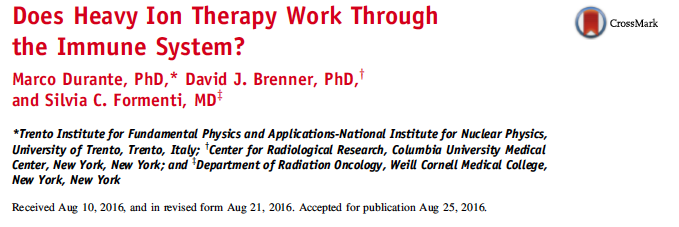 Does Heavy Ion Therapy Work Through
the Immune System?
CrossMark
Marco Durante, PhD,* David J. Brenner, PhD,†
and Silvia C. Formenti, MD‡
*Trento Institute for Fundamental Physics and Applications-National Institute for Nuclear Physics,
University of Trento, Trento, Italy; †Center for Radiological Research, Columbia University Medical
Center, New York, New York; and ‡Department of Radiation Oncology, Weill Cornell Medical College,
New York, New York
Received Aug 10, 2016, and in revised form Aug 21, 2016. Accepted for publication Aug 25, 2016.